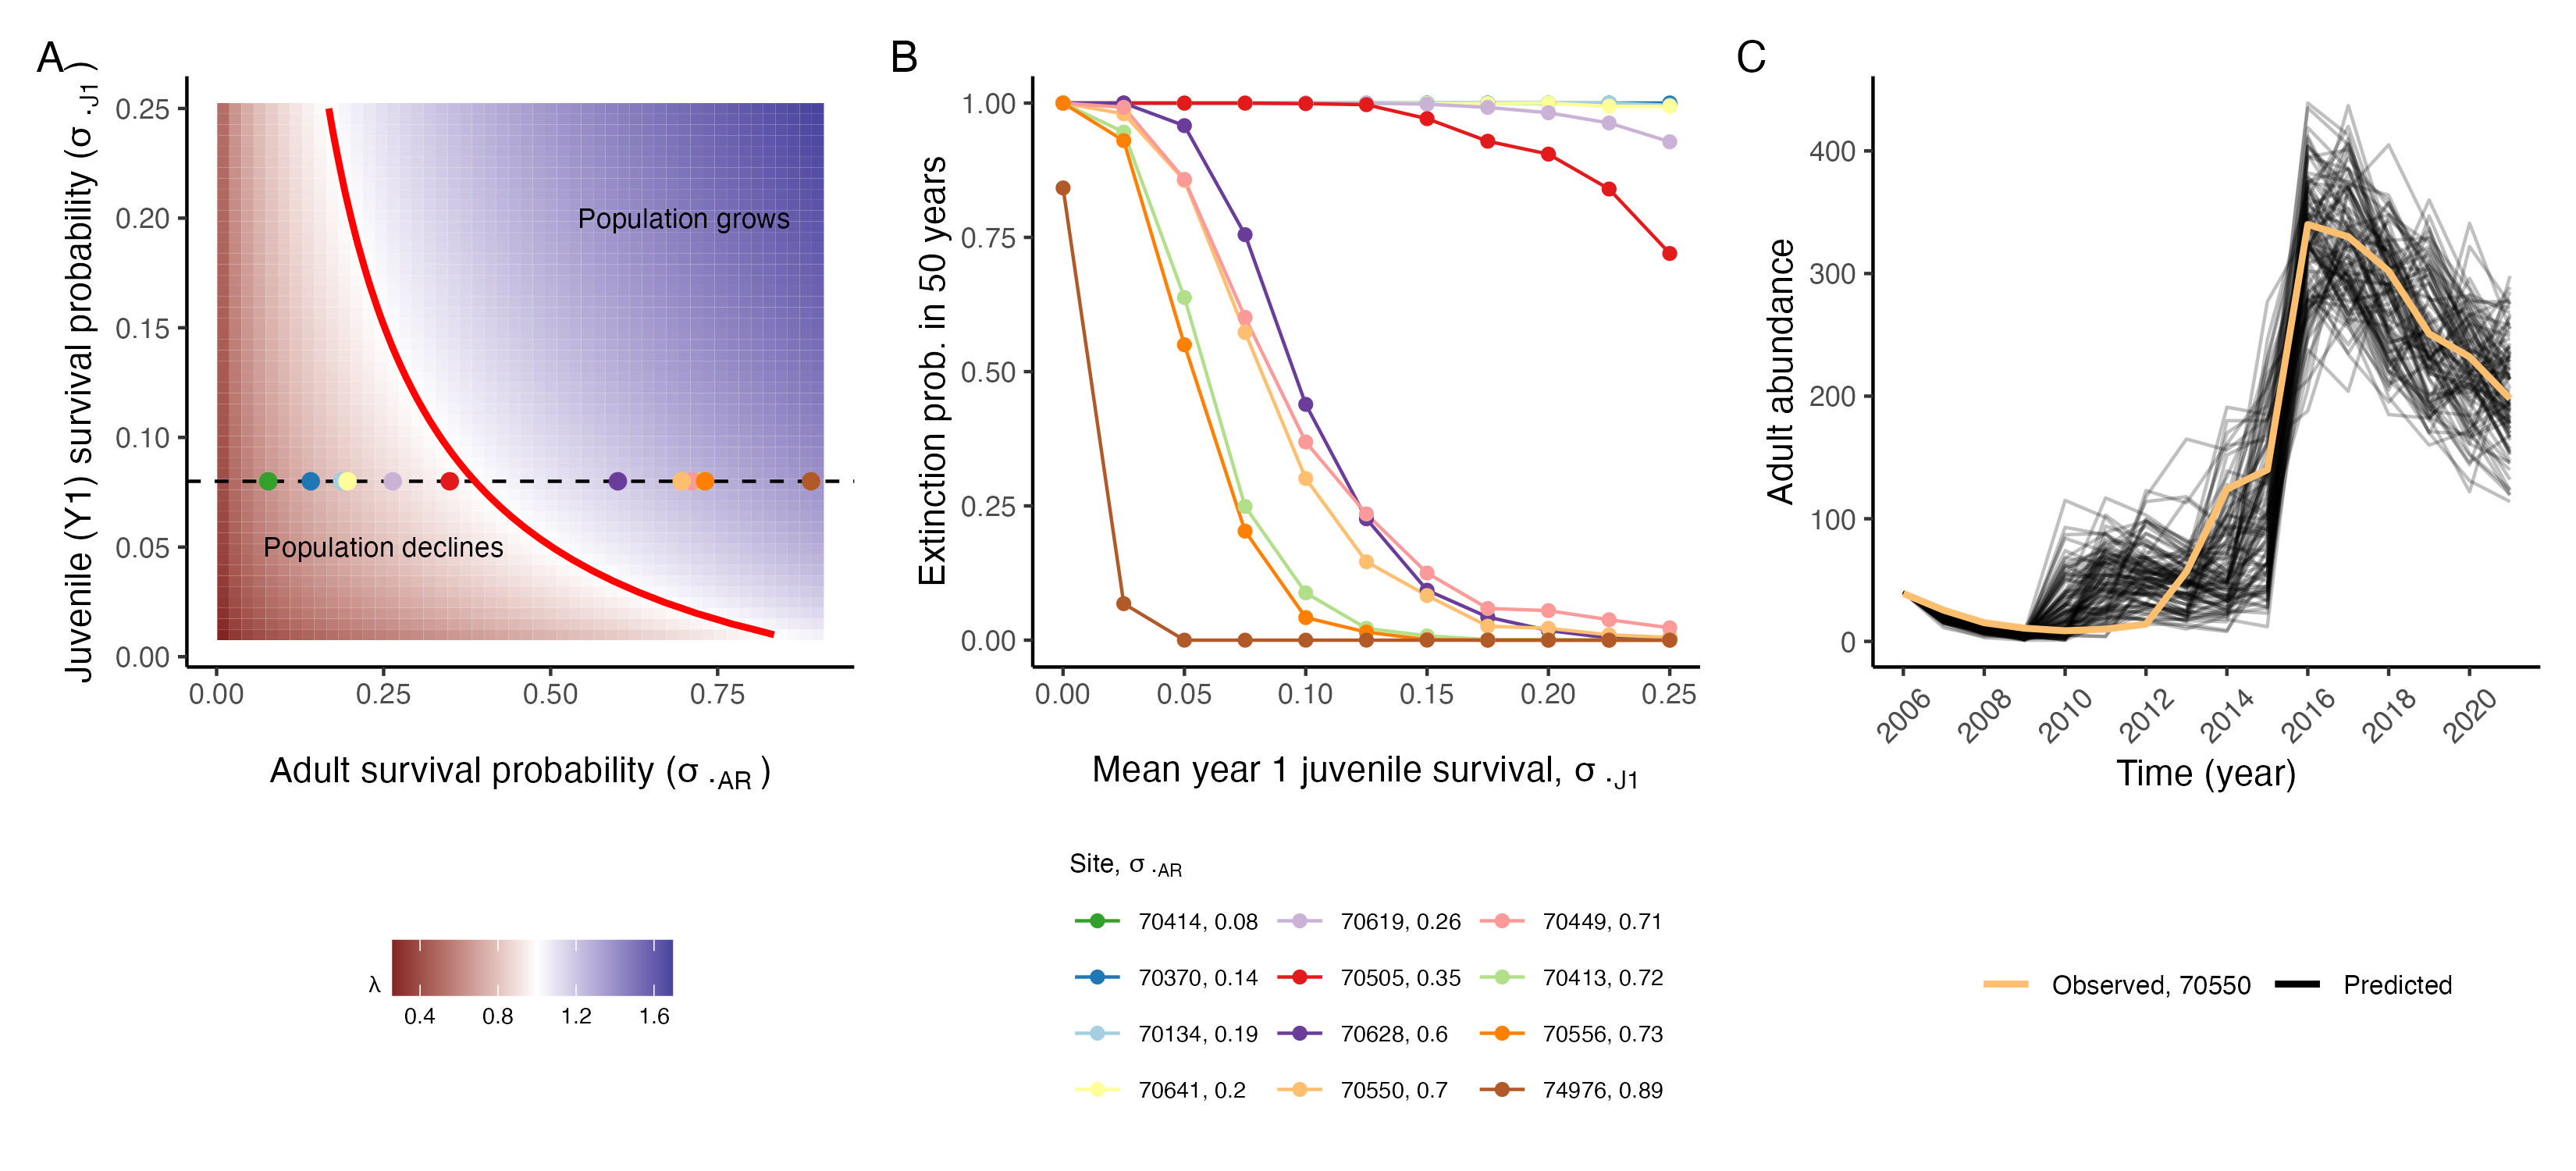 A
Juvenile (Y1) survival probability (σ ·J1)
0.25
0.20
0.15
0.10
0.05
0.00
Population grows
Population declines
0.00 0.25 0.50 0.75
Adult survival probability (σ ·AR )
λ
0.4 0.8 1.2 1.6
B
Extinction prob. in 50 years
1.00
0.75
0.50
0.25
0.00
0.00 0.05 0.10 0.15 0.20 0.25
Mean year 1 juvenile survival, σ ·J1
Site, σ ·AR
70414, 0.08 70619, 0.26 70449, 0.71
70370, 0.14 70505, 0.35 70413, 0.72
70134, 0.19 70628, 0.6 70556, 0.73
70641, 0.2 70550, 0.7 74976, 0.89
C
Adult abundance
400
300
200
100
0
2006 2008 2010 2012 2014 2016 2018 2020
Time (year)
Observed, 70550 Predicted